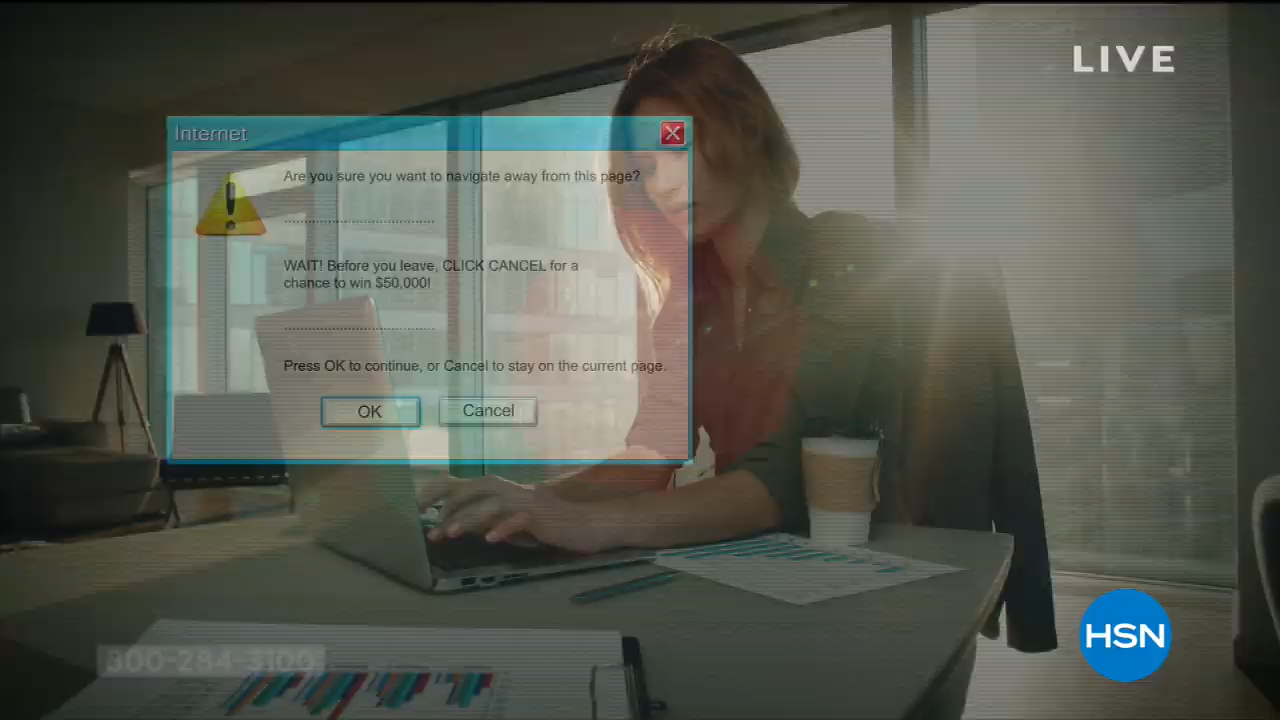 LIVE
Internet
Are you sure you want to navigate away from this page?
WAIT! Before you leave, CLICK CANCEL for a
chance to win $50,000!
Press OK to continue, or Cancel to stay on the current page.
OK Cancel
HSN
800-284-3100